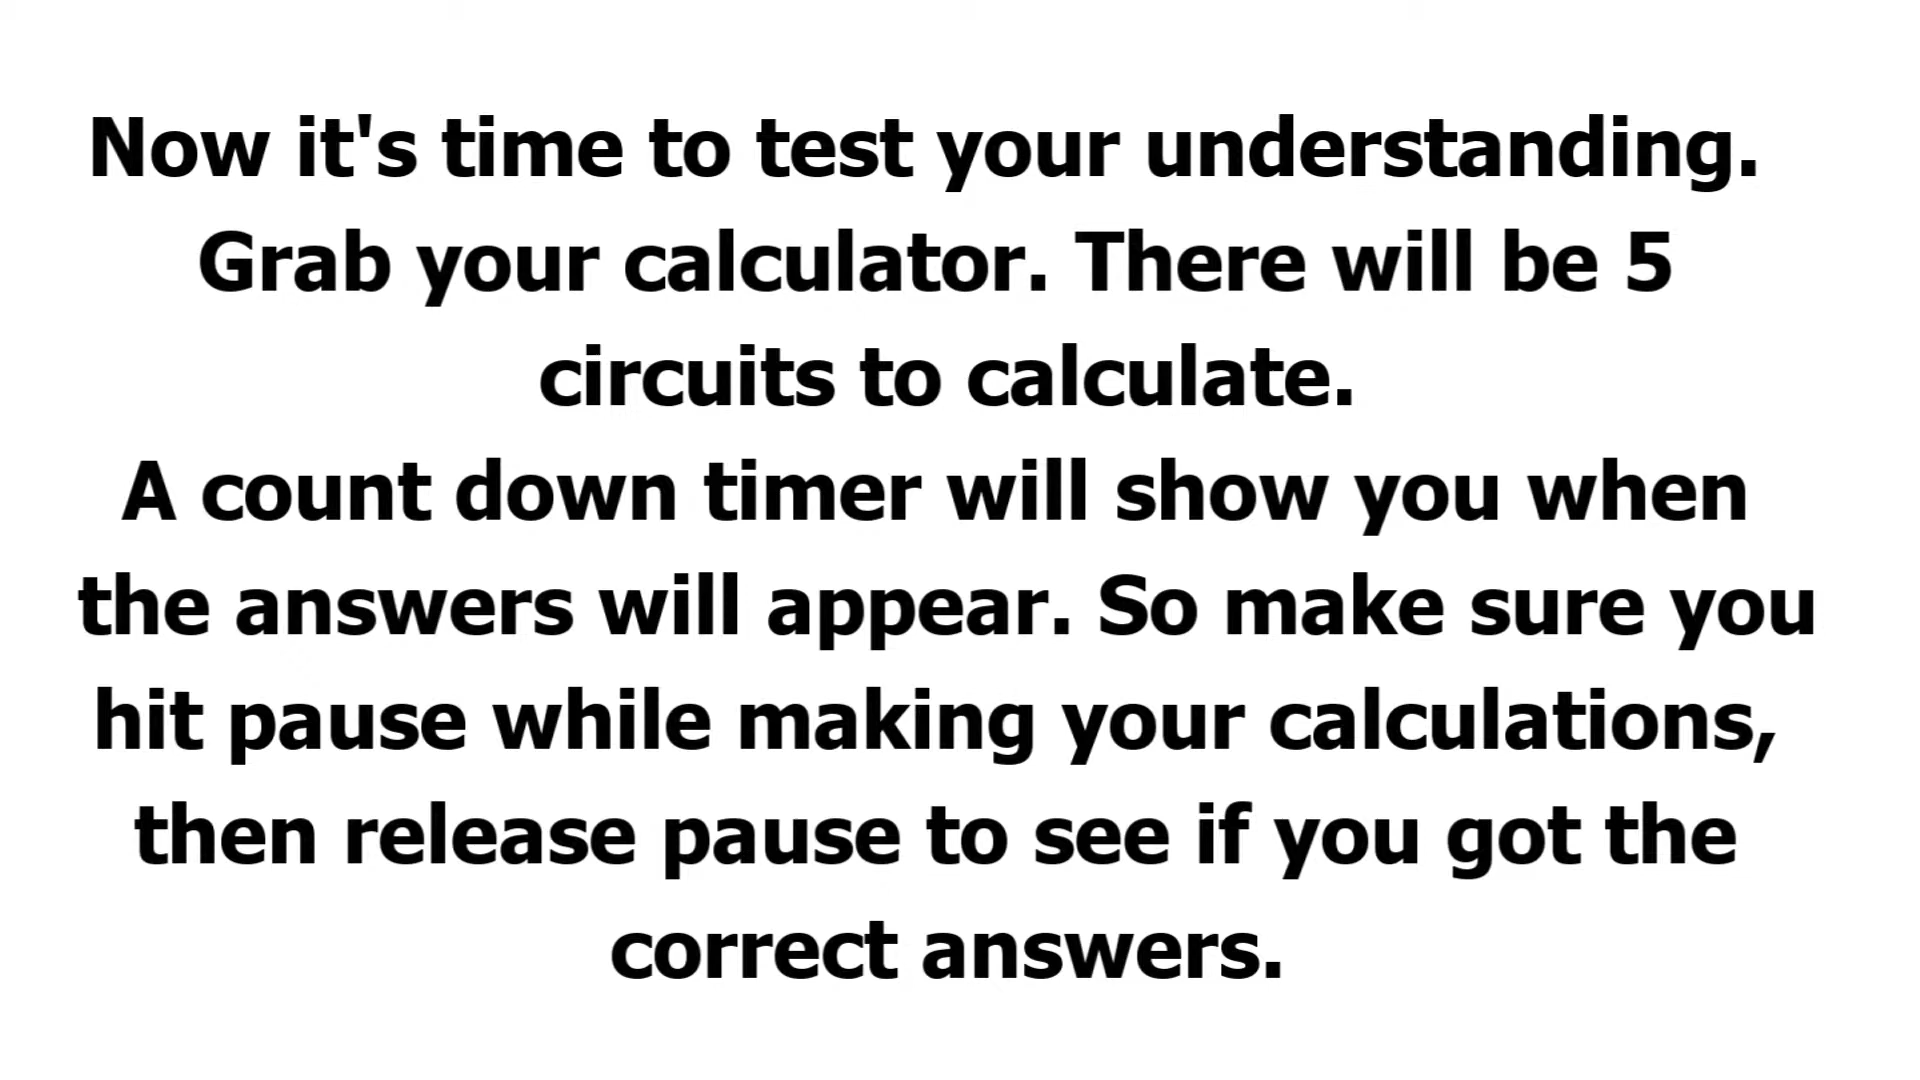 Now it's time to test your understanding.
Grab your calculator. There will be 5
circuits to calculate.
A count down timer will show you when
the answers will appear. So make sure you
hit pause while making your calculations,
then release pause to see if you got the
correct answers.